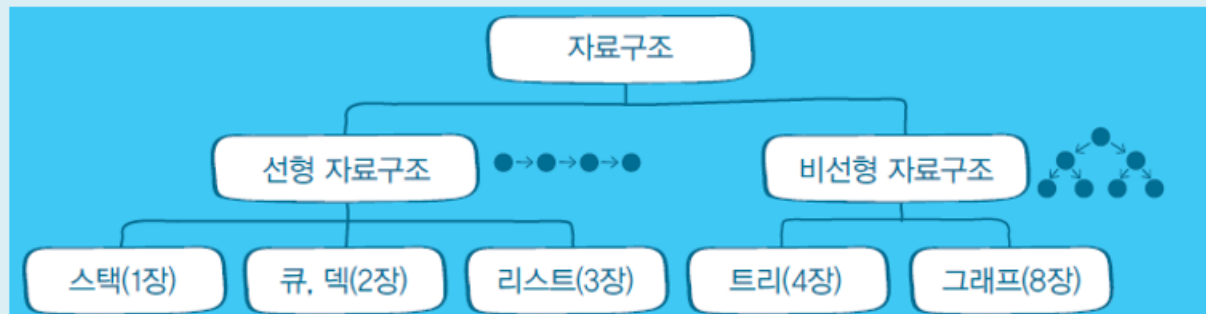 자료구조
선형 자료구조
비선형 자료구조
스택(1장)
큐, 덱(2장)
리스트(3장)
트리(4장)
그래프(8장)